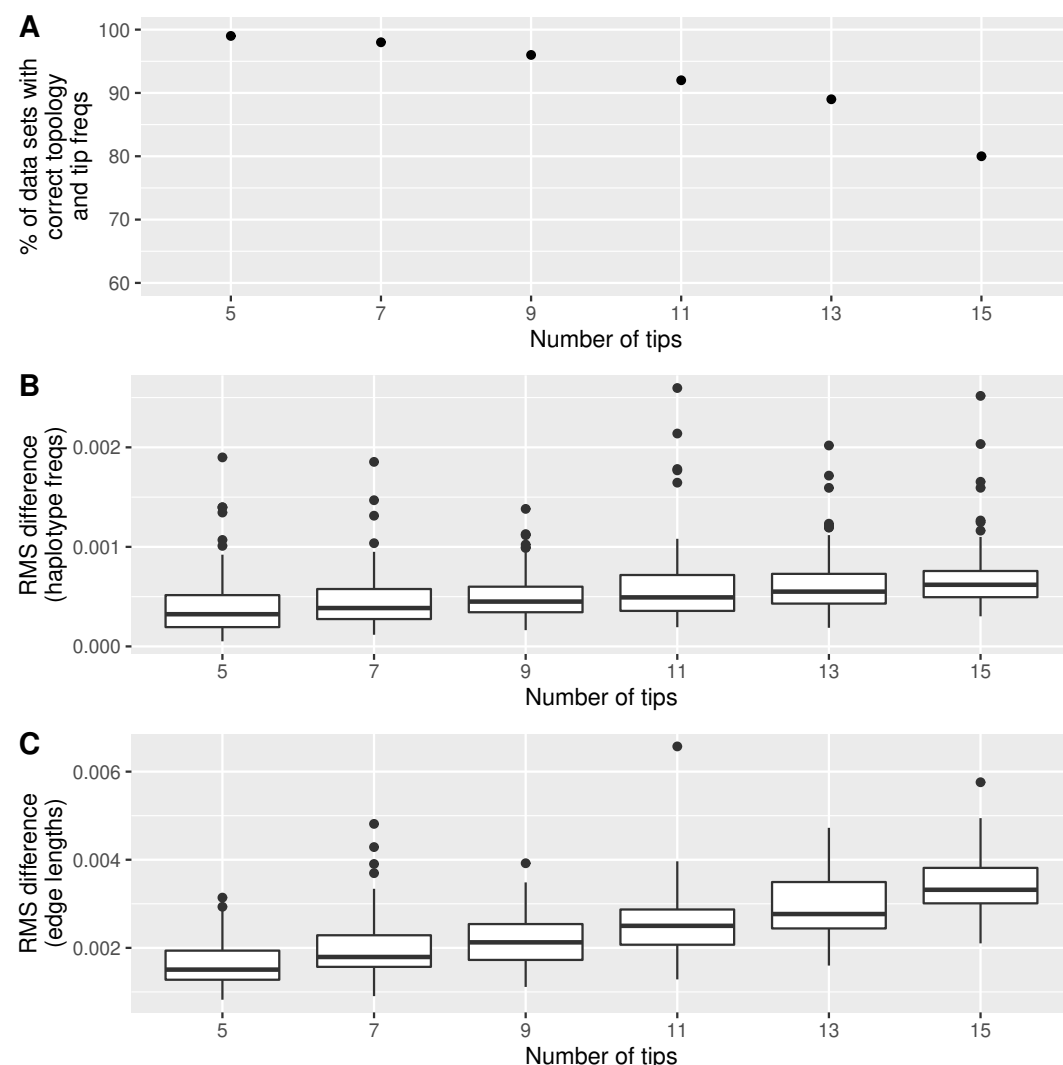 A
% of data sets with
correct topology
and tip freqs
100
90
80
70
60
5 7 9 11 13 15
Number of tips
B
RMS difference
(haplotype freqs)
0.002
0.001
0.000
5 7 9 11 13 15
Number of tips
C
RMS difference
(edge lengths)
0.006
0.004
0.002
5 7 9 11 13 15
Number of tips